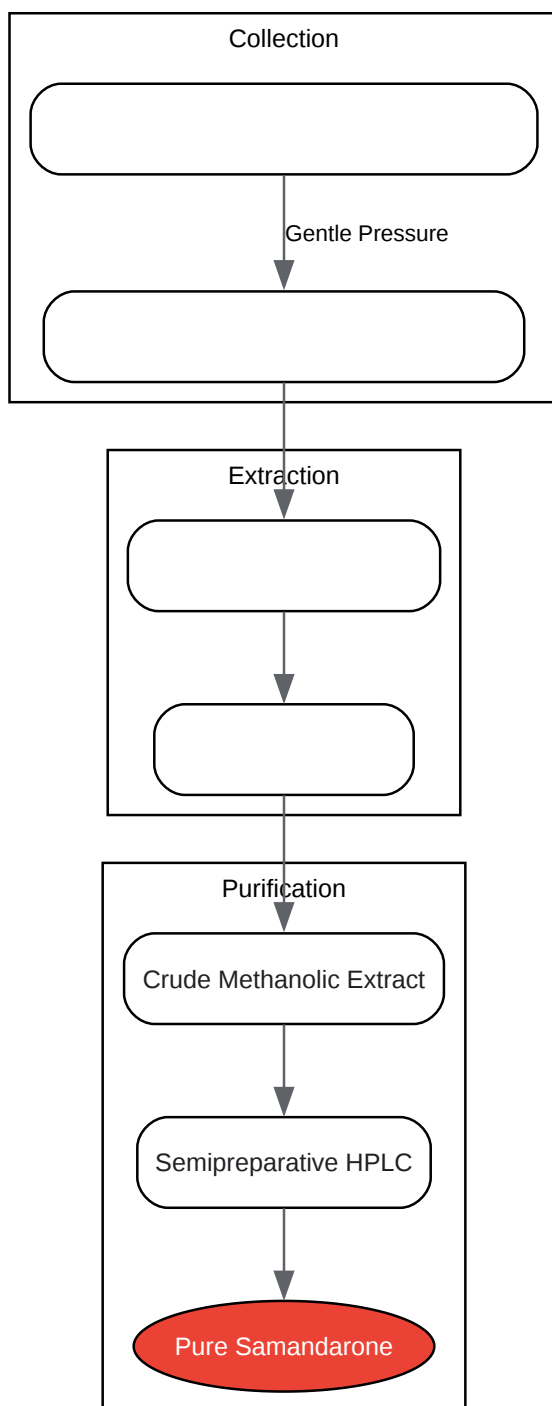 Collection
Gentle Pressure
Extraction
Purification
Crude Methanolic Extract
Semipreparative HPLC
Pure Samandarone